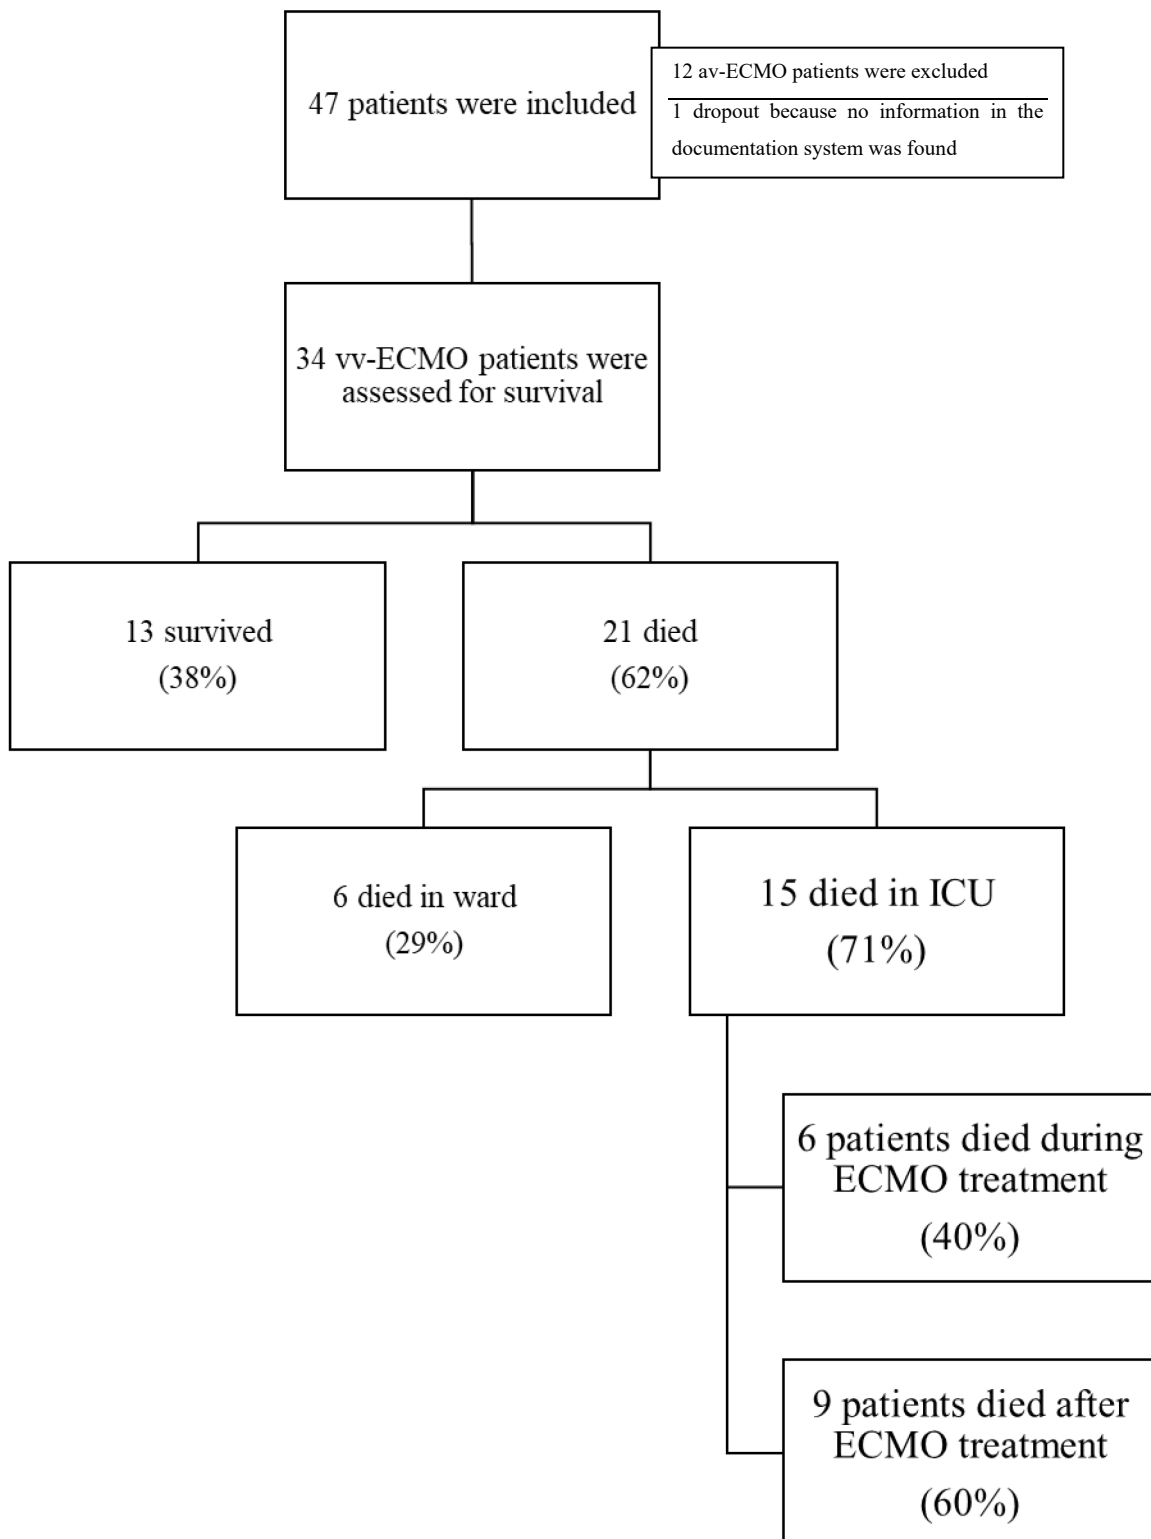 47 patients were included
12 av-ECMO patients were excluded
1 dropout because no information in the
documentation system was found
34 vv-ECMO patients were
assessed for survival
13 survived
(38%)
21 died
(62%)
6 died in ward
(29%)
15 died in ICU
(71%)
6 patients died during
ECMO treatment
(40%)
9 patients died after
ECMO treatment
(60%)